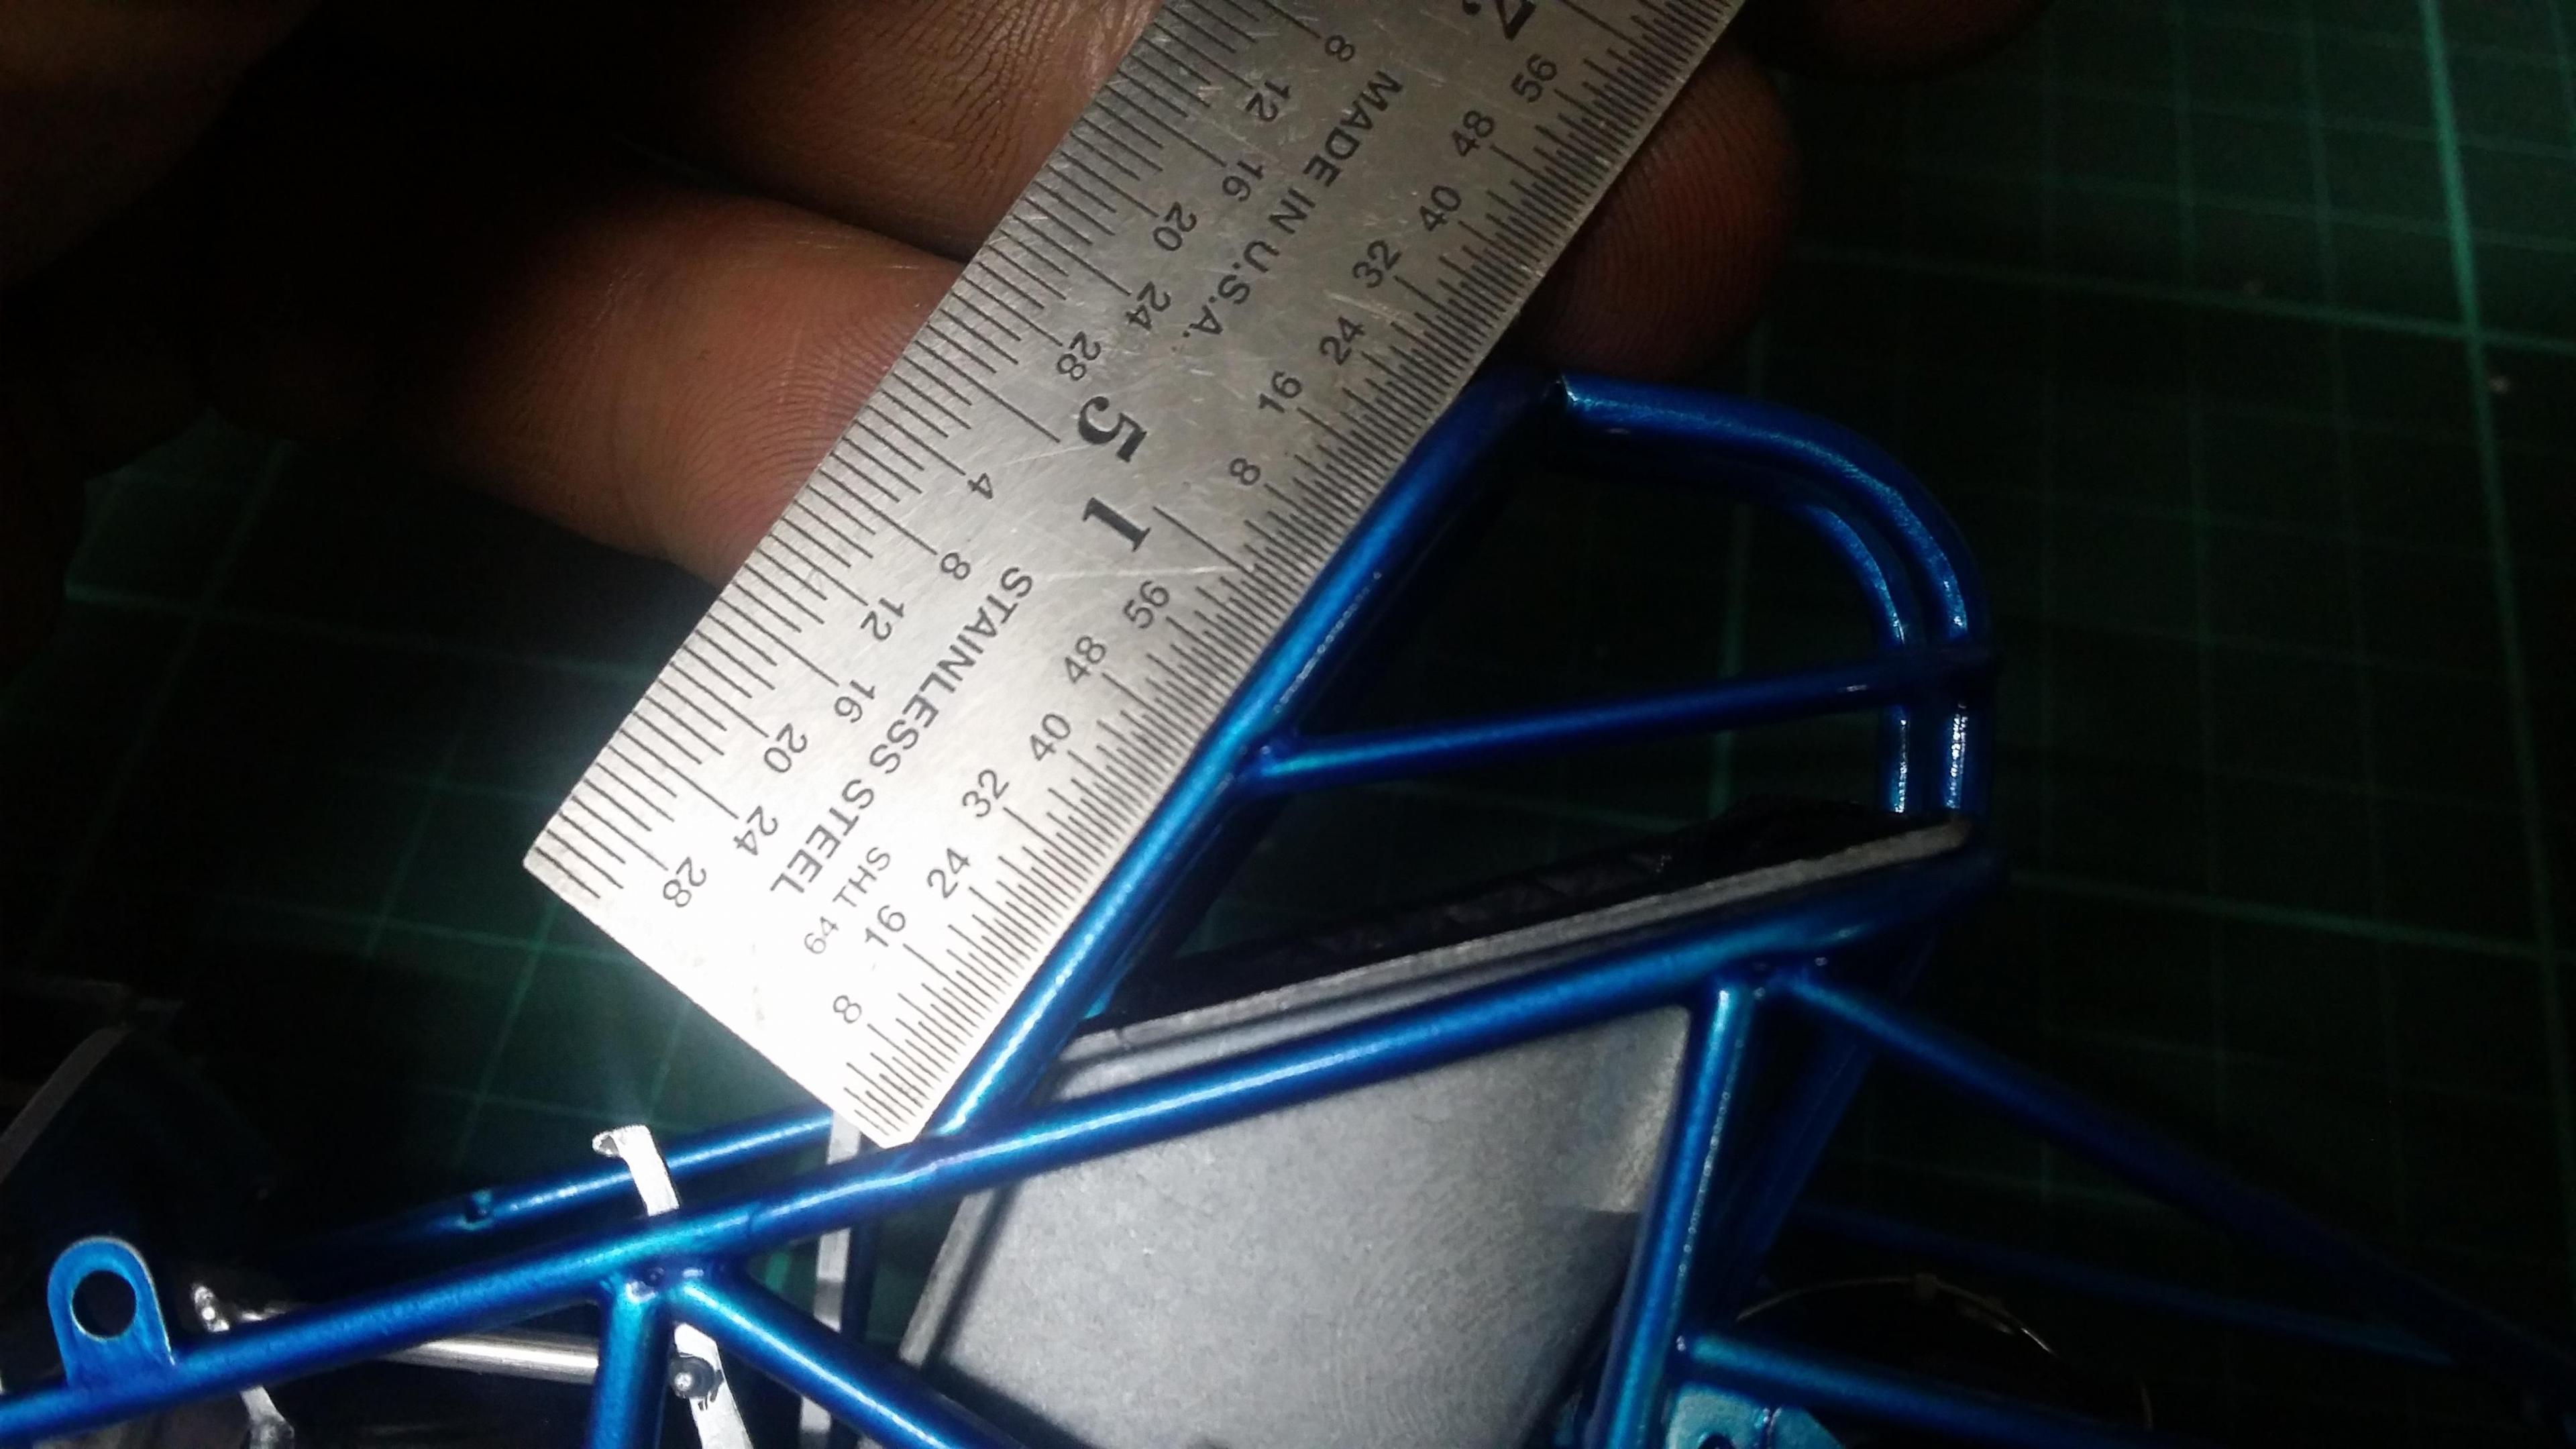 8 16 24 32 40 48 56 1 8 16 24 32 40 48 56
64 THS
STAINLESS STEEL
MADE IN U.S.A.
8 12 16 20 24 28 5 4 8 12 16 20 24 28